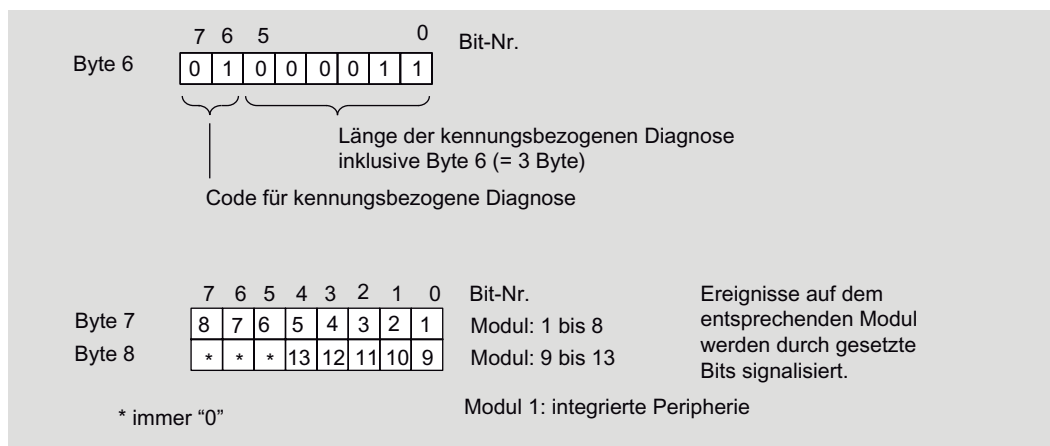 7 6 5 0 Bit-Nr.
Byte 6 0 1 0 0 0 0 1 1
Länge der kennungsbezogenen Diagnose
inklusive Byte 6 (= 3 Byte)
Code für kennungsbezogene Diagnose
7 6 5 4 3 2 1 0 Bit-Nr.
Byte 7 8 7 6 5 4 3 2 1 Modul: 1 bis 8
Byte 8 * * * 13 12 11 10 9 Modul: 9 bis 13
Ereignisse auf dem
entsprechenden Modul
werden durch gesetzte
Bits signalisiert.
* immer “0”
Modul 1: integrierte Peripherie